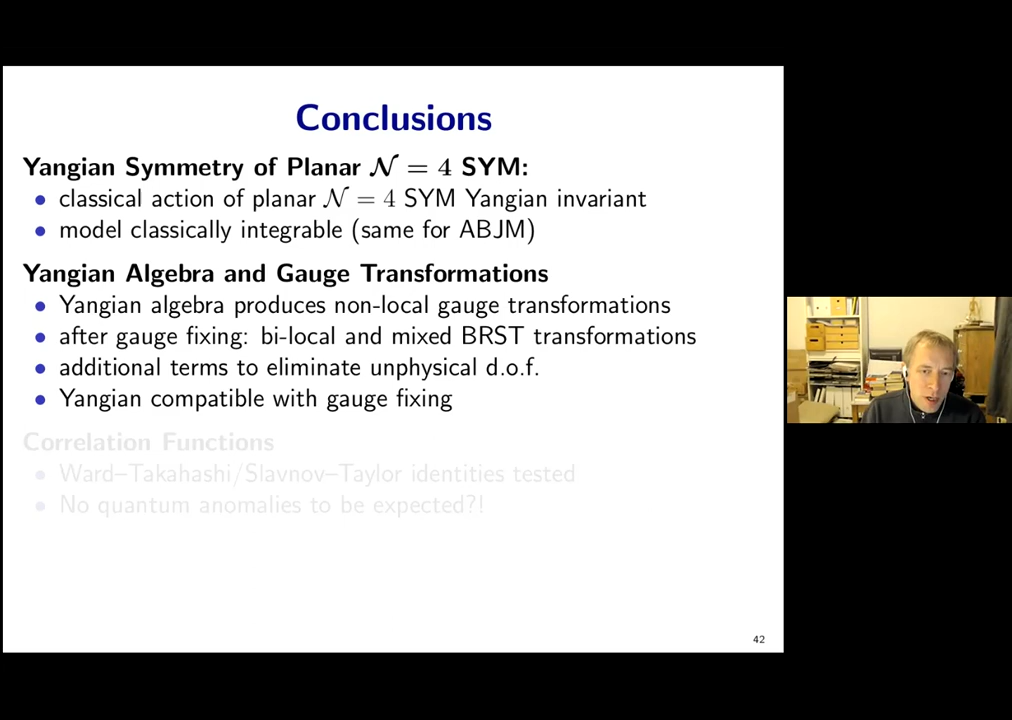 Conclusions
Yangian Symmetry of Planar 𝒩 = 4 SYM:
• classical action of planar 𝒩 = 4 SYM Yangian invariant
• model classically integrable (same for ABJM)
Yangian Algebra and Gauge Transformations
• Yangian algebra produces non-local gauge transformations
• after gauge fixing: bi-local and mixed BRST transformations
• additional terms to eliminate unphysical d.o.f.
• Yangian compatible with gauge fixing
Correlation Functions
• Ward–Takahashi/Slavnov–Taylor identities tested
• No quantum anomalies to be expected?!
42